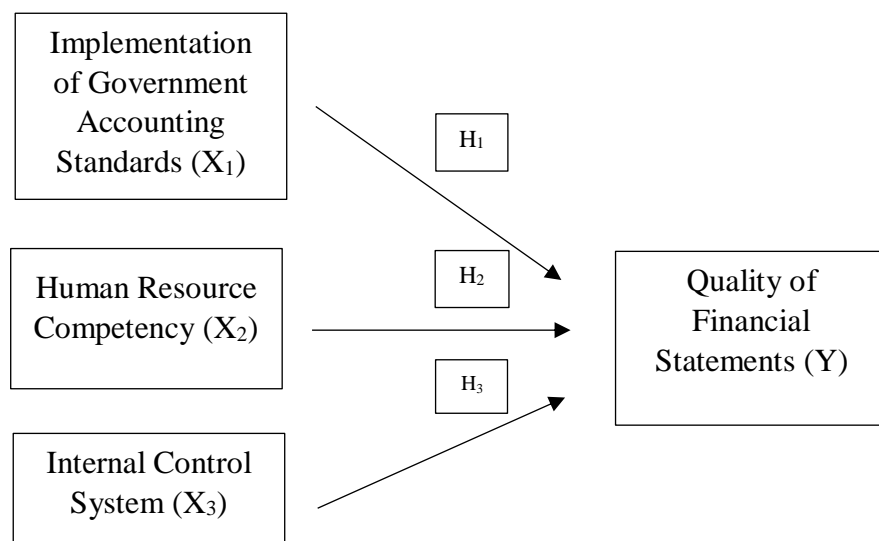 Implementation
of Government
Accounting
Standards (X₁)
H₁
Human Resource
Competency (X₂)
H₂
Quality of
Financial
Statements (Y)
H₃
Internal Control
System (X₃)